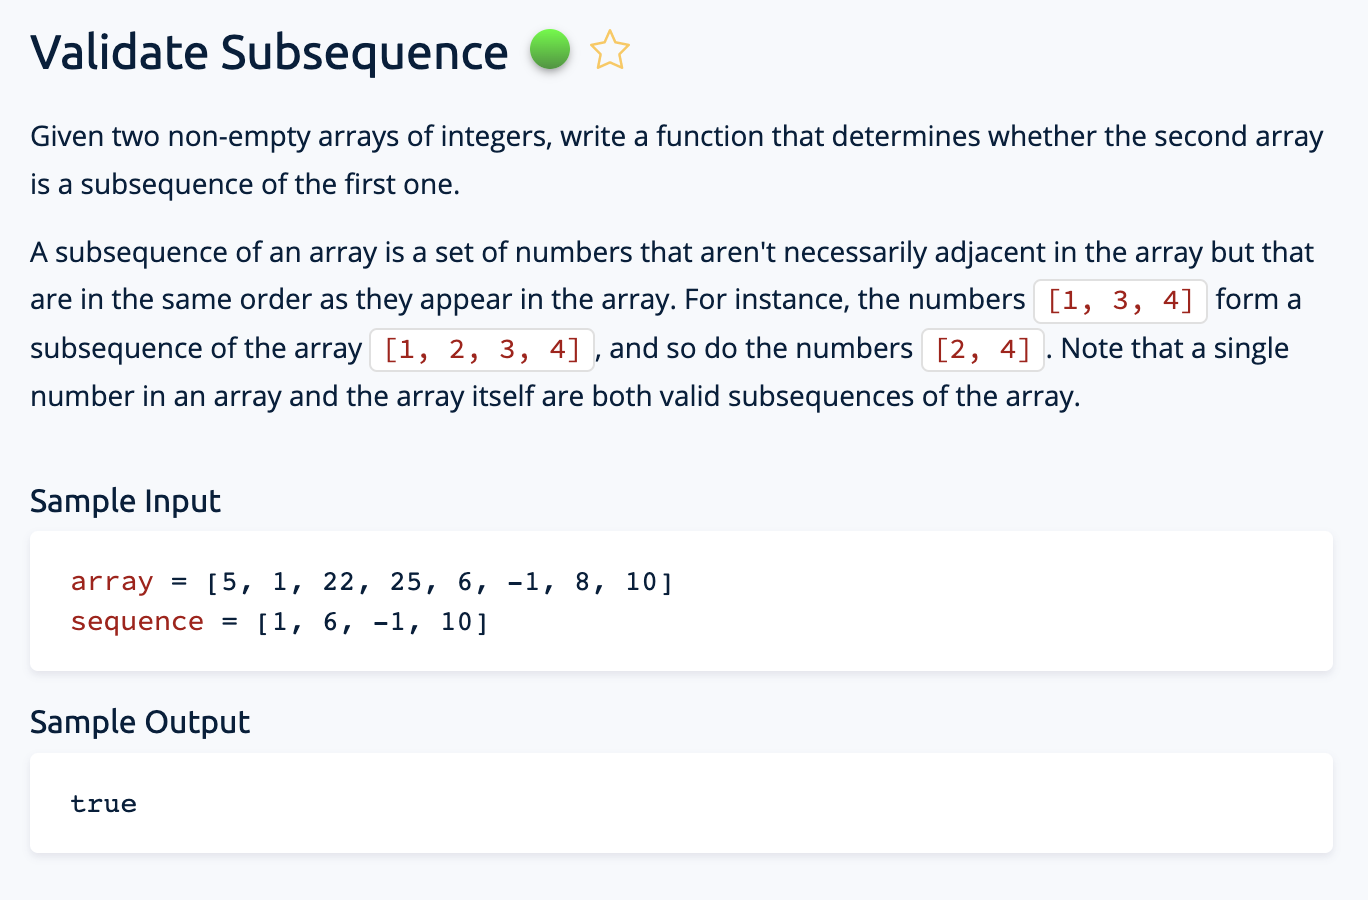 Validate Subsequence
Given two non-empty arrays of integers, write a function that determines whether the second array
is a subsequence of the first one.
A subsequence of an array is a set of numbers that aren't necessarily adjacent in the array but that
are in the same order as they appear in the array. For instance, the numbers [1, 3, 4] form a
subsequence of the array [1, 2, 3, 4] , and so do the numbers [2, 4] . Note that a single
number in an array and the array itself are both valid subsequences of the array.
Sample Input
array = [5, 1, 22, 25, 6, -1, 8, 10]
sequence = [1, 6, -1, 10]
Sample Output
true